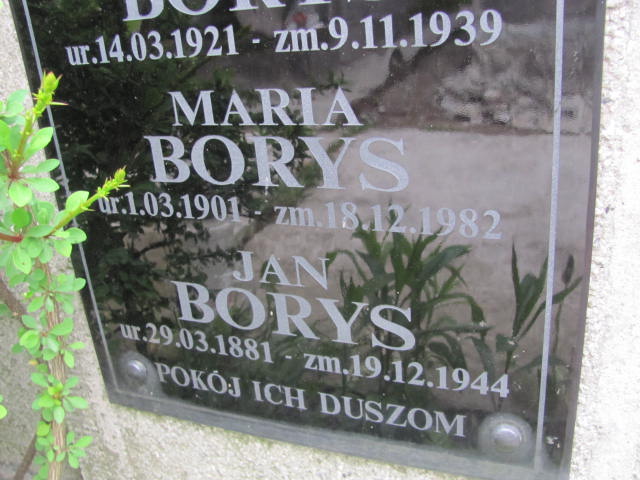 BORYS
ur.14.03.1921 - zm.9.11.1939
MARIA
BORYS
ur.1.03.1901 - zm.18.12.1982
JAN
BORYS
ur.29.03.1881 - zm.19.12.1944
POKÓJ ICH DUSZOM